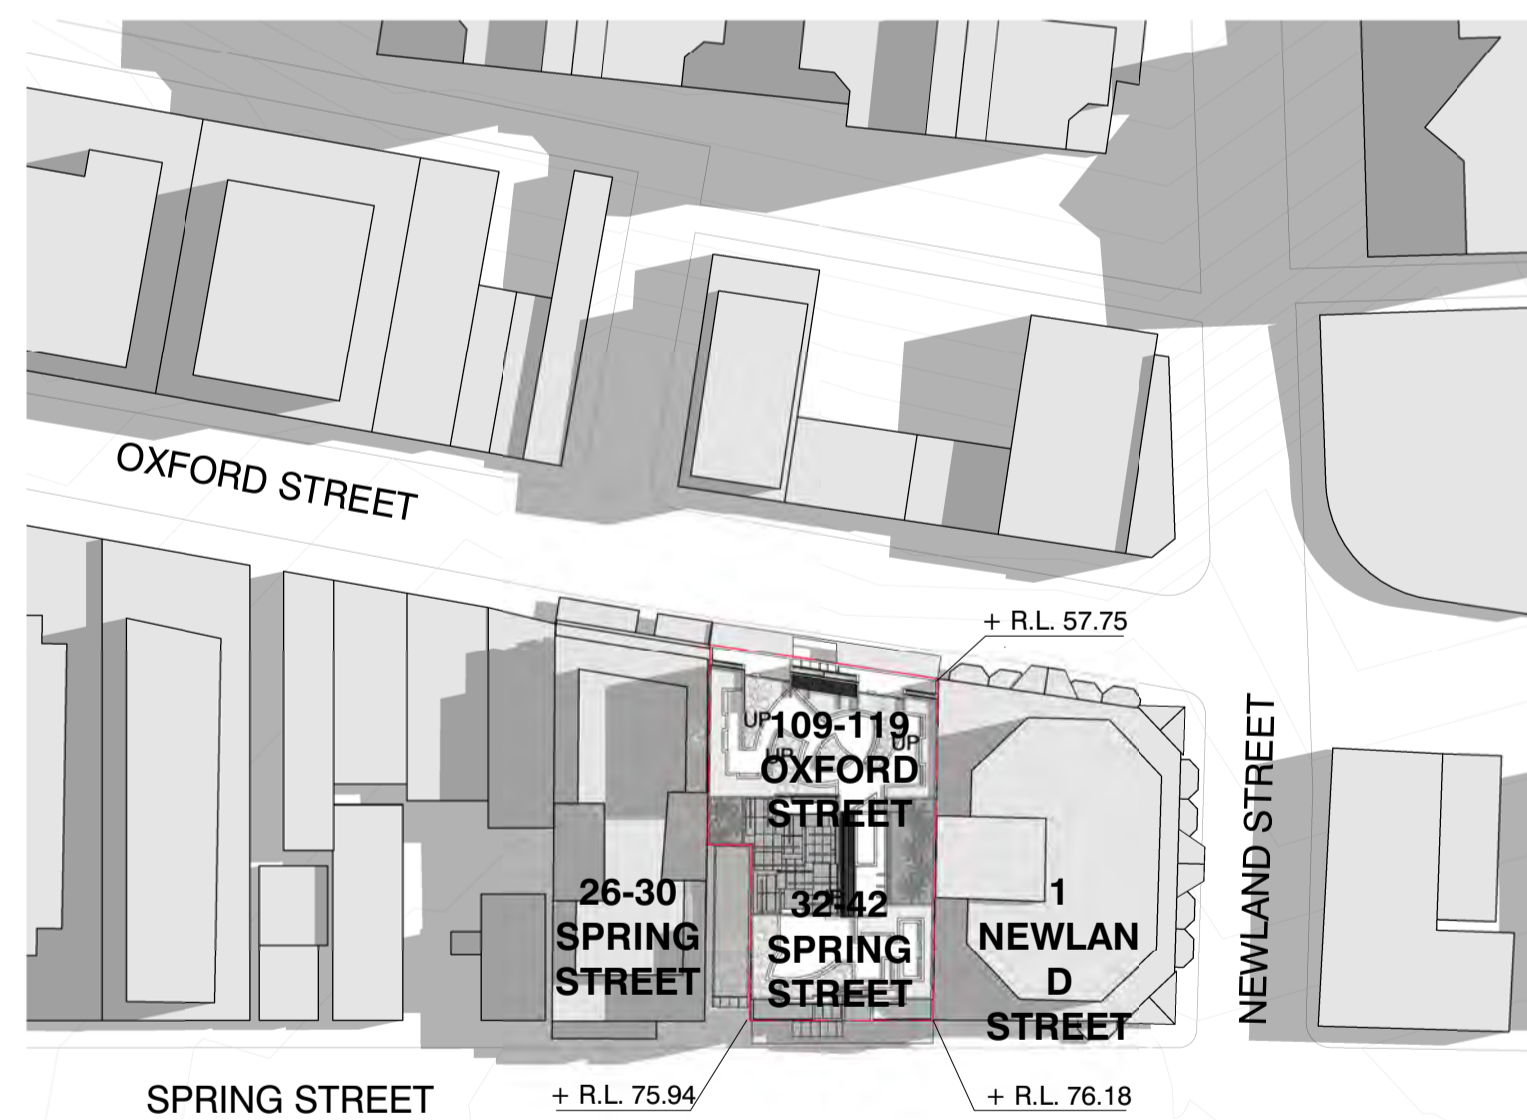 OXFORD STREET
+ R.L. 57.75
UP
109-119
UP
UP
OXFORD
STREET
26-30
SPRING
STREET
32-42
SPRING
STREET
1
NEWLAN
D
STREET
NEWLAND STREET
SPRING STREET
+ R.L. 75.94
+ R.L. 76.18